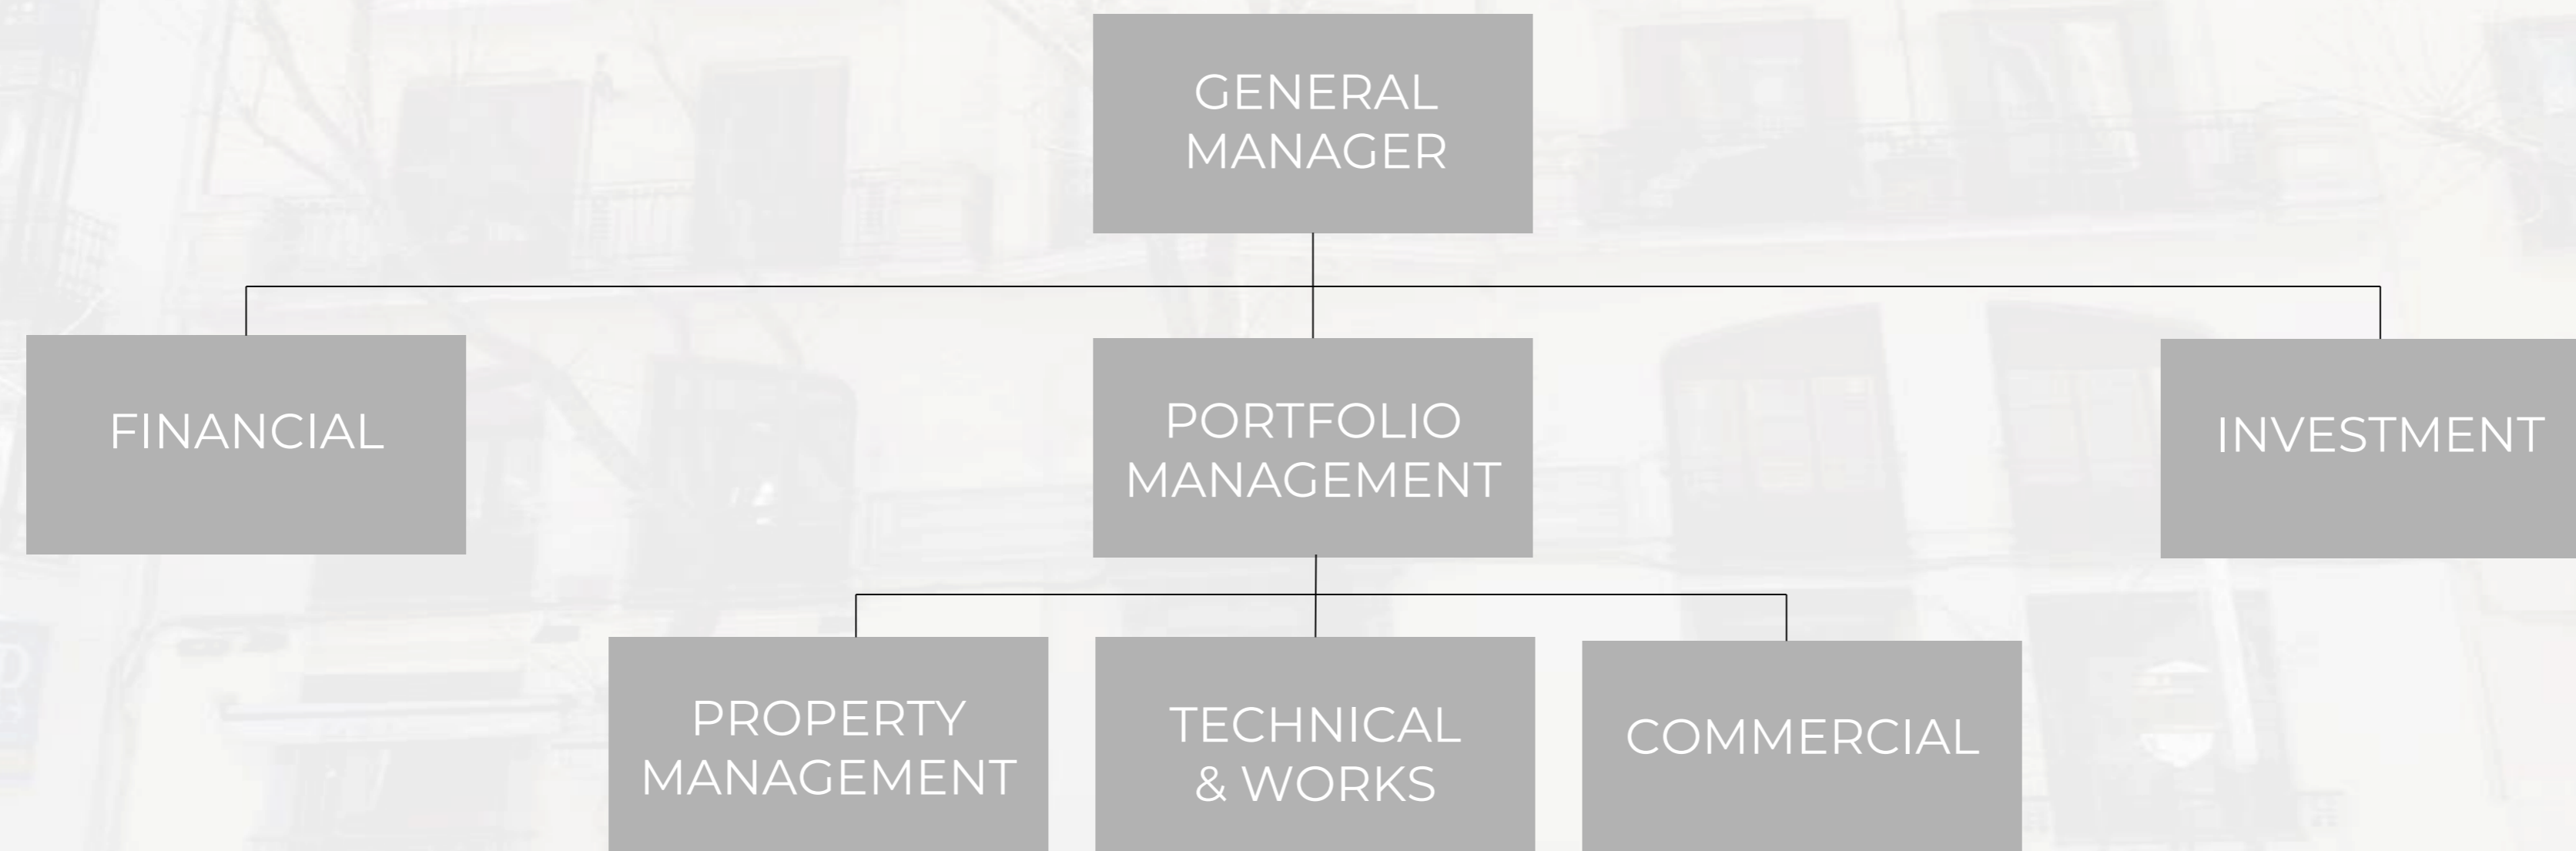 GENERAL
MANAGER
FINANCIAL
PORTFOLIO
MANAGEMENT
INVESTMENT
PROPERTY
MANAGEMENT
TECHNICAL
& WORKS
COMMERCIAL